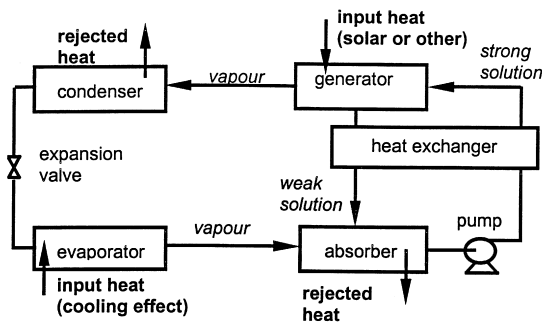 rejected
heat
input heat
(solar or other)
strong
solution
condenser
vapour
generator
heat exchanger
expansion
valve
weak
solution
pump
evaporator
vapour
absorber
input heat
(cooling effect)
rejected
heat